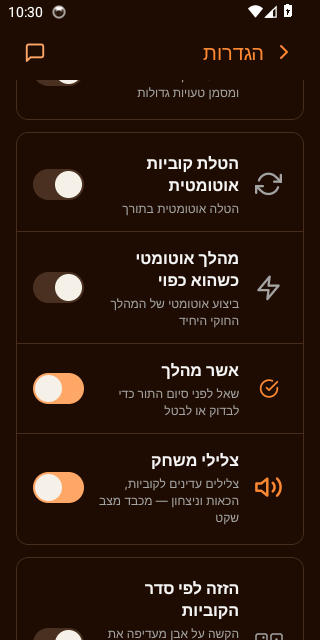 10:30
הגדרות
ומסמן טעויות גדולות
הטלת קוביות
אוטומטית
הטלה אוטומטית בתורך
מהלך אוטומטי
כשהוא כפוי
ביצוע אוטומטי של המהלך
החוקי היחיד
אשר מהלך
שאל לפני סיום התור כדי
לבדוק או לבטל
צלילי משחק
צלילים עדינים לקוביות,
הכאות וניצחון — מכבד מצב
שקט
הזזה לפי סדר
הקוביות
הקשה על אבן מעדיפה את